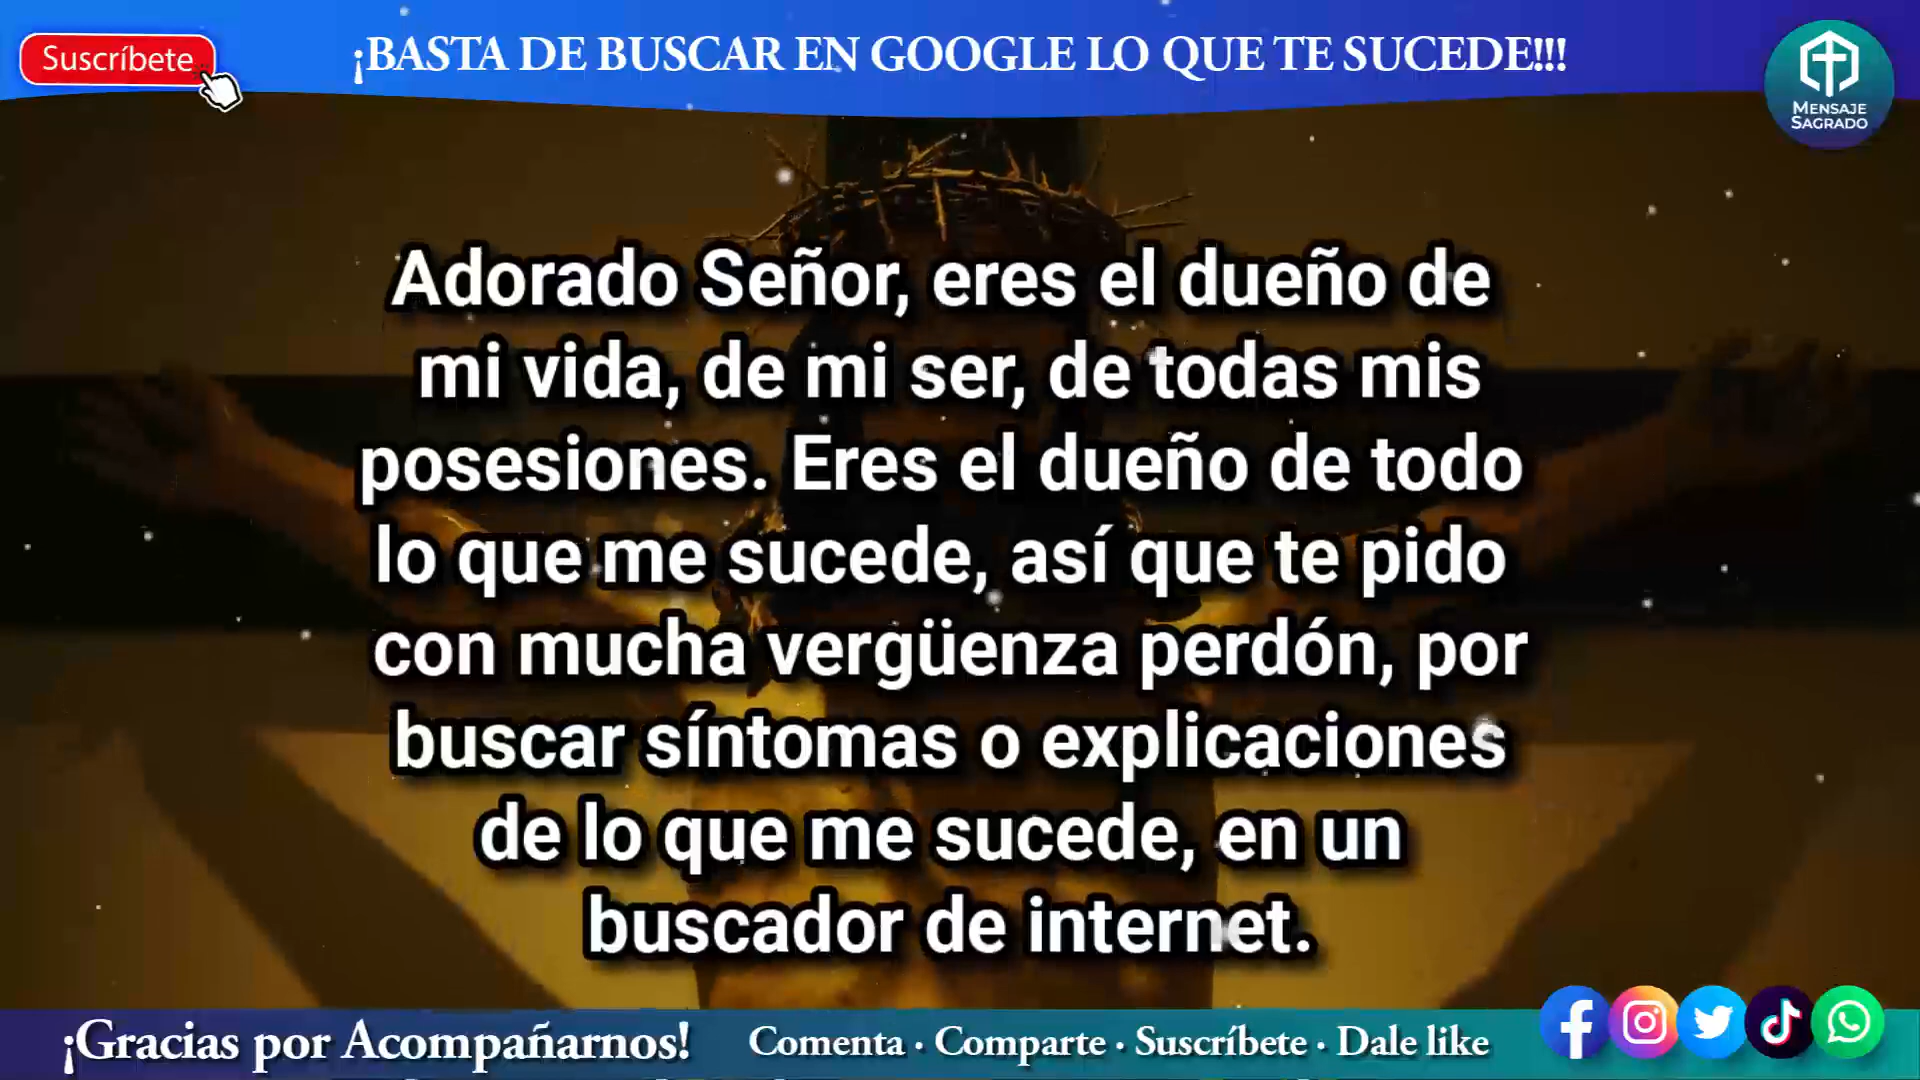 Suscríbete
¡BASTA DE BUSCAR EN GOOGLE LO QUE TE SUCEDE!!!
MENSAJE
SAGRADO
Adorado Señor, eres el dueño de
mi vida, de mi ser, de todas mis
posesiones. Eres el dueño de todo
lo que me sucede, así que te pido
con mucha vergüenza perdón, por
buscar síntomas o explicaciones
de lo que me sucede, en un
buscador de internet.
¡Gracias por Acompañarnos!
Comenta · Comparte · Suscríbete · Dale like